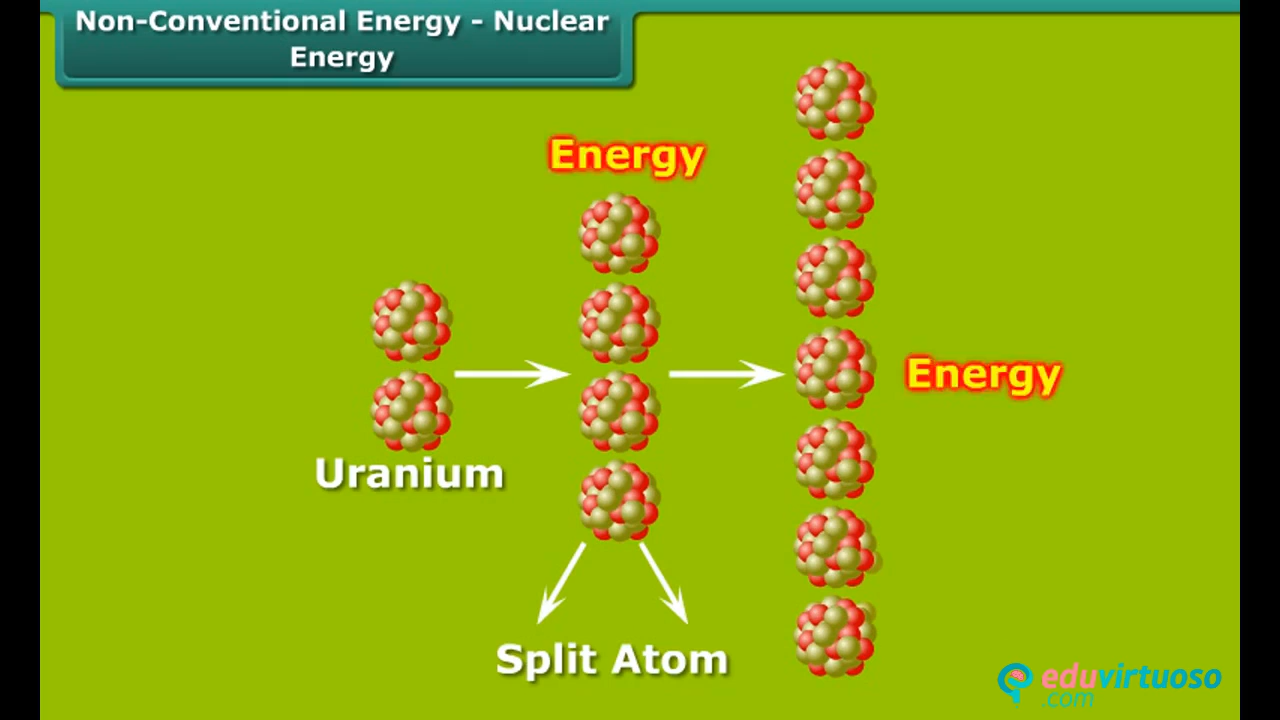 Non-Conventional Energy - Nuclear
Energy
Energy
Energy
Uranium
Split Atom
eduvirtuoso
.com